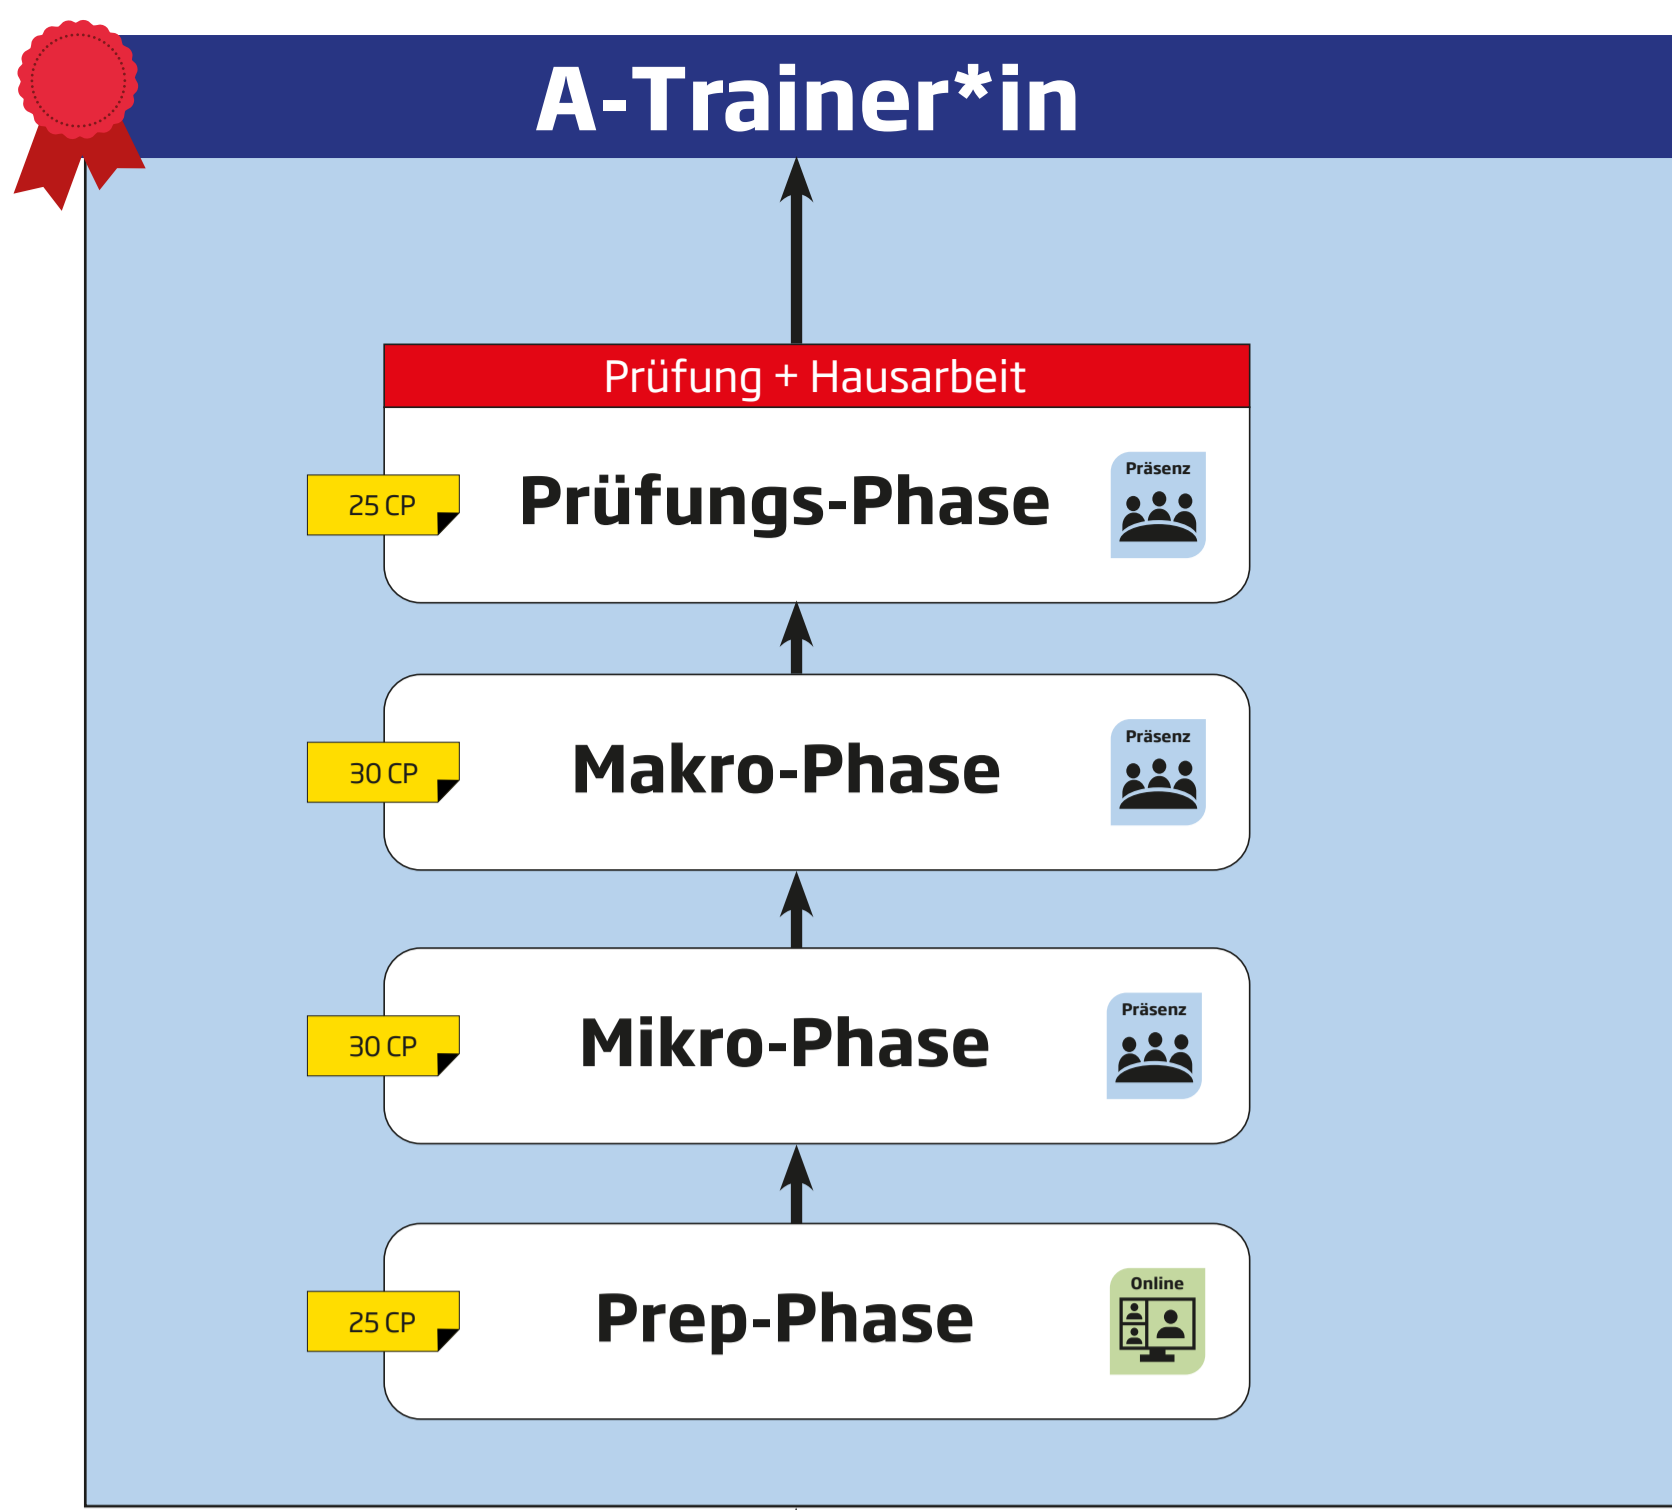 A-Trainer*in
Prüfung + Hausarbeit
25 CP
Prüfungs-Phase
Präsenz
30 CP
Makro-Phase
Präsenz
30 CP
Mikro-Phase
Präsenz
25 CP
Prep-Phase
Online